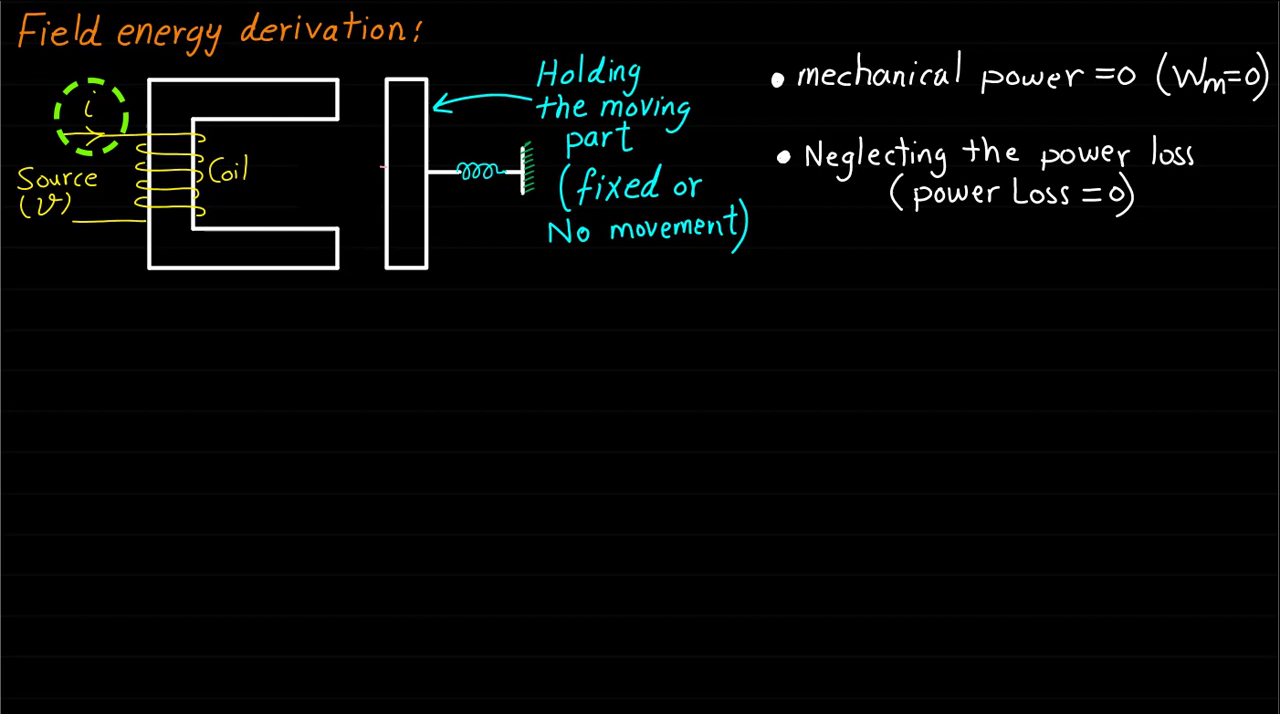 Field energy derivation:
i
Source
(v)
Coil
Holding
the moving
part
(fixed or
No movement)
• mechanical power =0 (Wm=0)
• Neglecting the power loss
(power Loss =0)